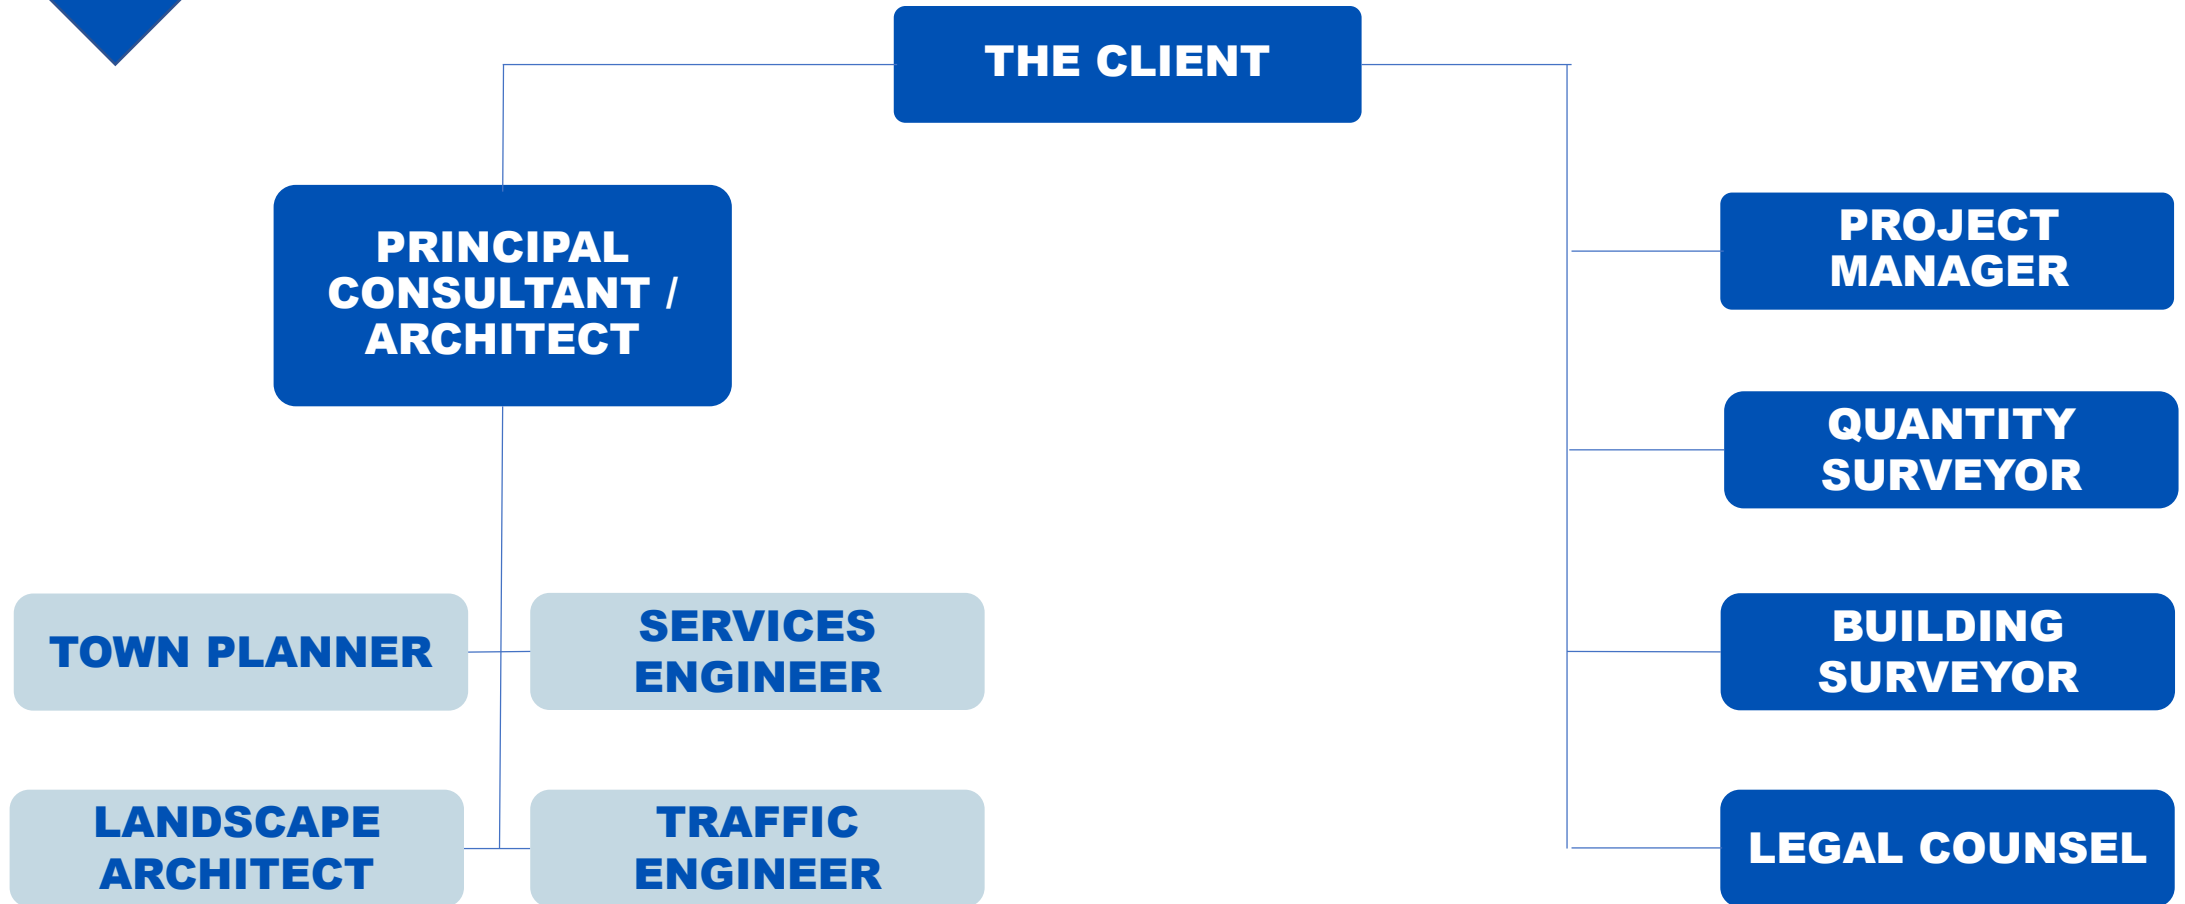 THE CLIENT
PRINCIPAL
CONSULTANT /
ARCHITECT
PROJECT
MANAGER
QUANTITY
SURVEYOR
TOWN PLANNER
SERVICES
ENGINEER
BUILDING
SURVEYOR
LANDSCAPE
ARCHITECT
TRAFFIC
ENGINEER
LEGAL COUNSEL